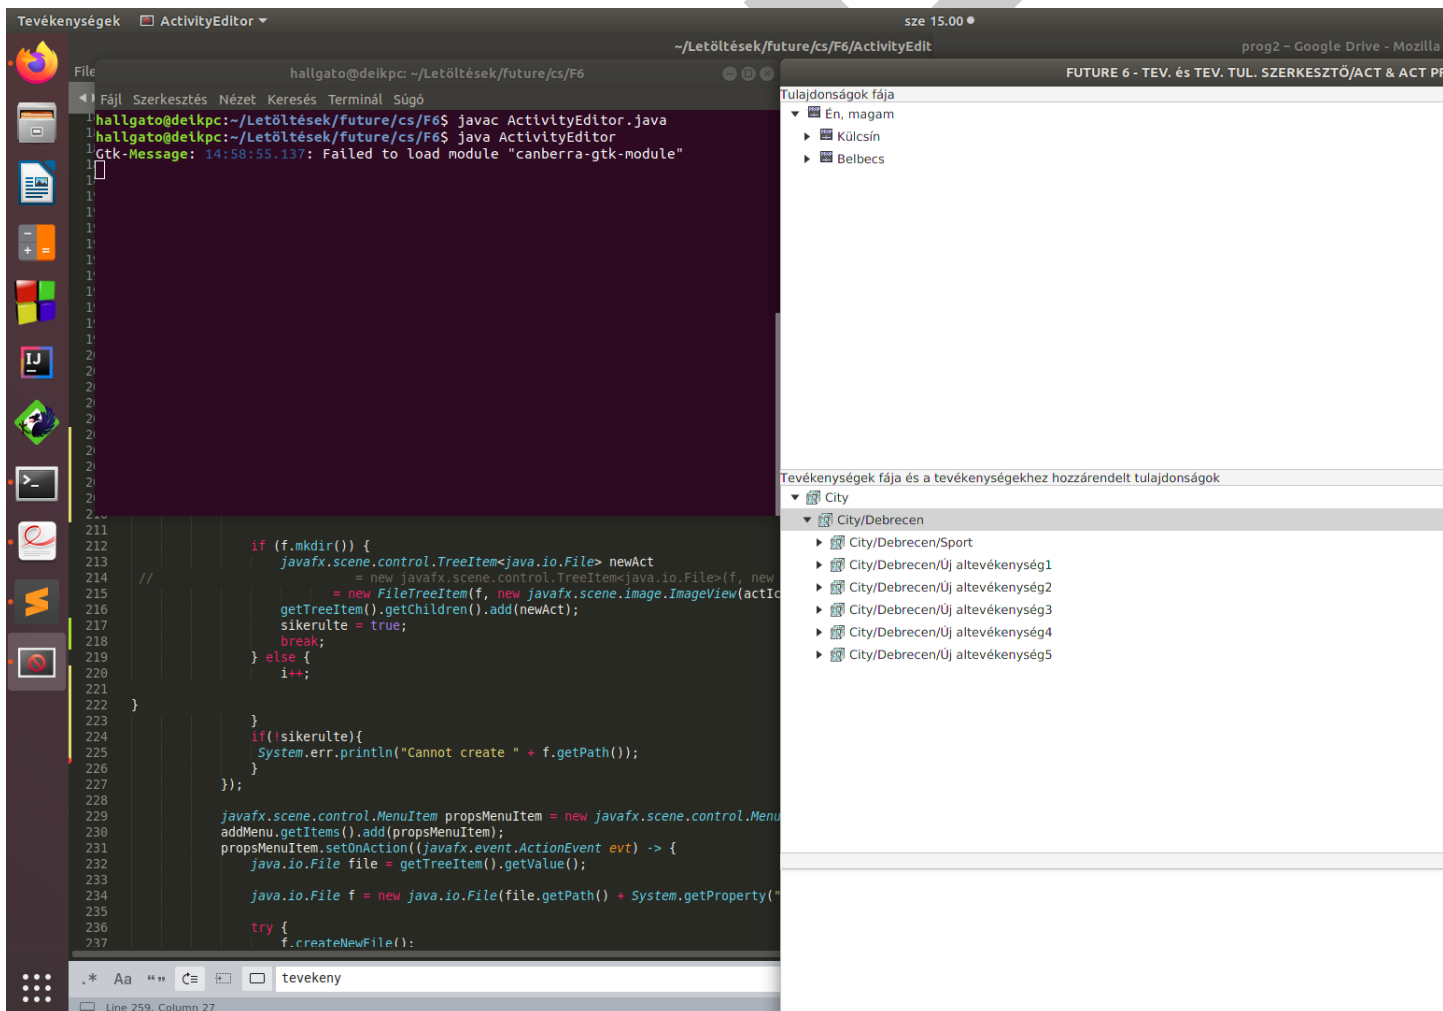 Tevékenységek ActivityEditor sze 15.00
~/Letöltések/future/cs/F6/ActivityEdit
prog2 – Google Drive - Mozilla
File
hallgato@deikpc: ~/Letöltések/future/cs/F6
Fájl Szerkesztés Nézet Keresés Terminál Súgó
hallgato@deikpc:~/Letöltések/future/cs/F6$ javac ActivityEditor.java
hallgato@deikpc:~/Letöltések/future/cs/F6$ java ActivityEditor
Gtk-Message: 14:58:55.137: Failed to load module "canberra-gtk-module"
FUTURE 6 - TEV. és TEV. TUL. SZERKESZTŐ/ACT & ACT PR
Tulajdonságok fája
Én, magam
Külcsín
Belbecs
Tevékenységek fája és a tevékenységekhez hozzárendelt tulajdonságok
City
City/Debrecen
City/Debrecen/Sport
City/Debrecen/Új altevékenység1
City/Debrecen/Új altevékenység2
City/Debrecen/Új altevékenység3
City/Debrecen/Új altevékenység4
City/Debrecen/Új altevékenység5
211
212 if (f.mkdir()) {
213 javafx.scene.control.TreeItem<java.io.File> newAct
214 // = new javafx.scene.control.TreeItem<java.io.File>(f, new
215 = new FileTreeItem(f, new javafx.scene.image.ImageView(actIc
216 getTreeItem().getChildren().add(newAct);
217 sikerulte = true;
218 break;
219 } else {
220 i++;
221
222 }
223 }
224 if(!sikerulte){
225 System.err.println("Cannot create " + f.getPath());
226 }
227 });
228
229 javafx.scene.control.MenuItem propsMenuItem = new javafx.scene.control.Menu
230 addMenu.getItems().add(propsMenuItem);
231 propsMenuItem.setOnAction((javafx.event.ActionEvent evt) -> {
232 java.io.File file = getTreeItem().getValue();
233
234 java.io.File f = new java.io.File(file.getPath() + System.getProperty("
235
236 try {
237 f.createNewFile();
.* Aa “” tevekeny
Line 259, Column 27